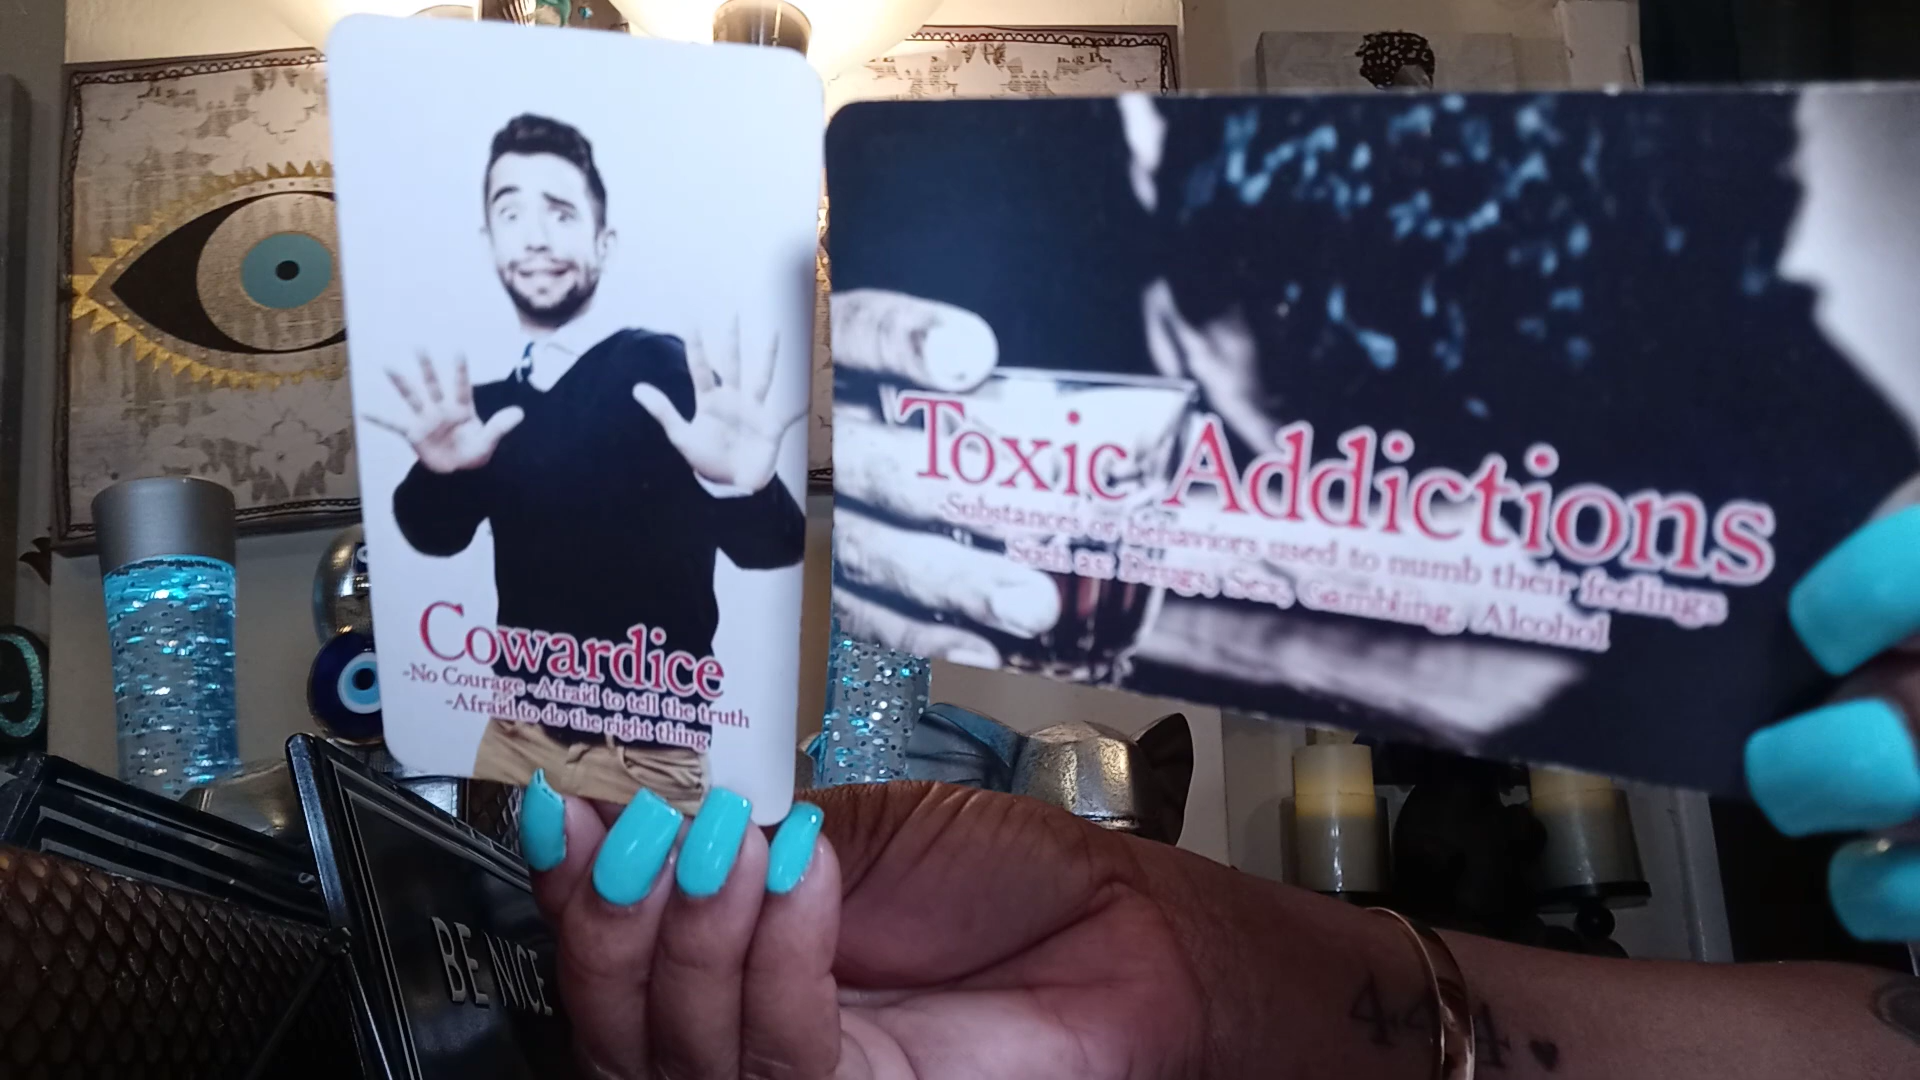 Cowardice
-No Courage -Afraid to tell the truth
-Afraid to do the right thing
Toxic Addictions
-Substances or behaviors used to numb their feelings
Such as: Drugs, Sex, Gambling, Alcohol
BE NICE
444